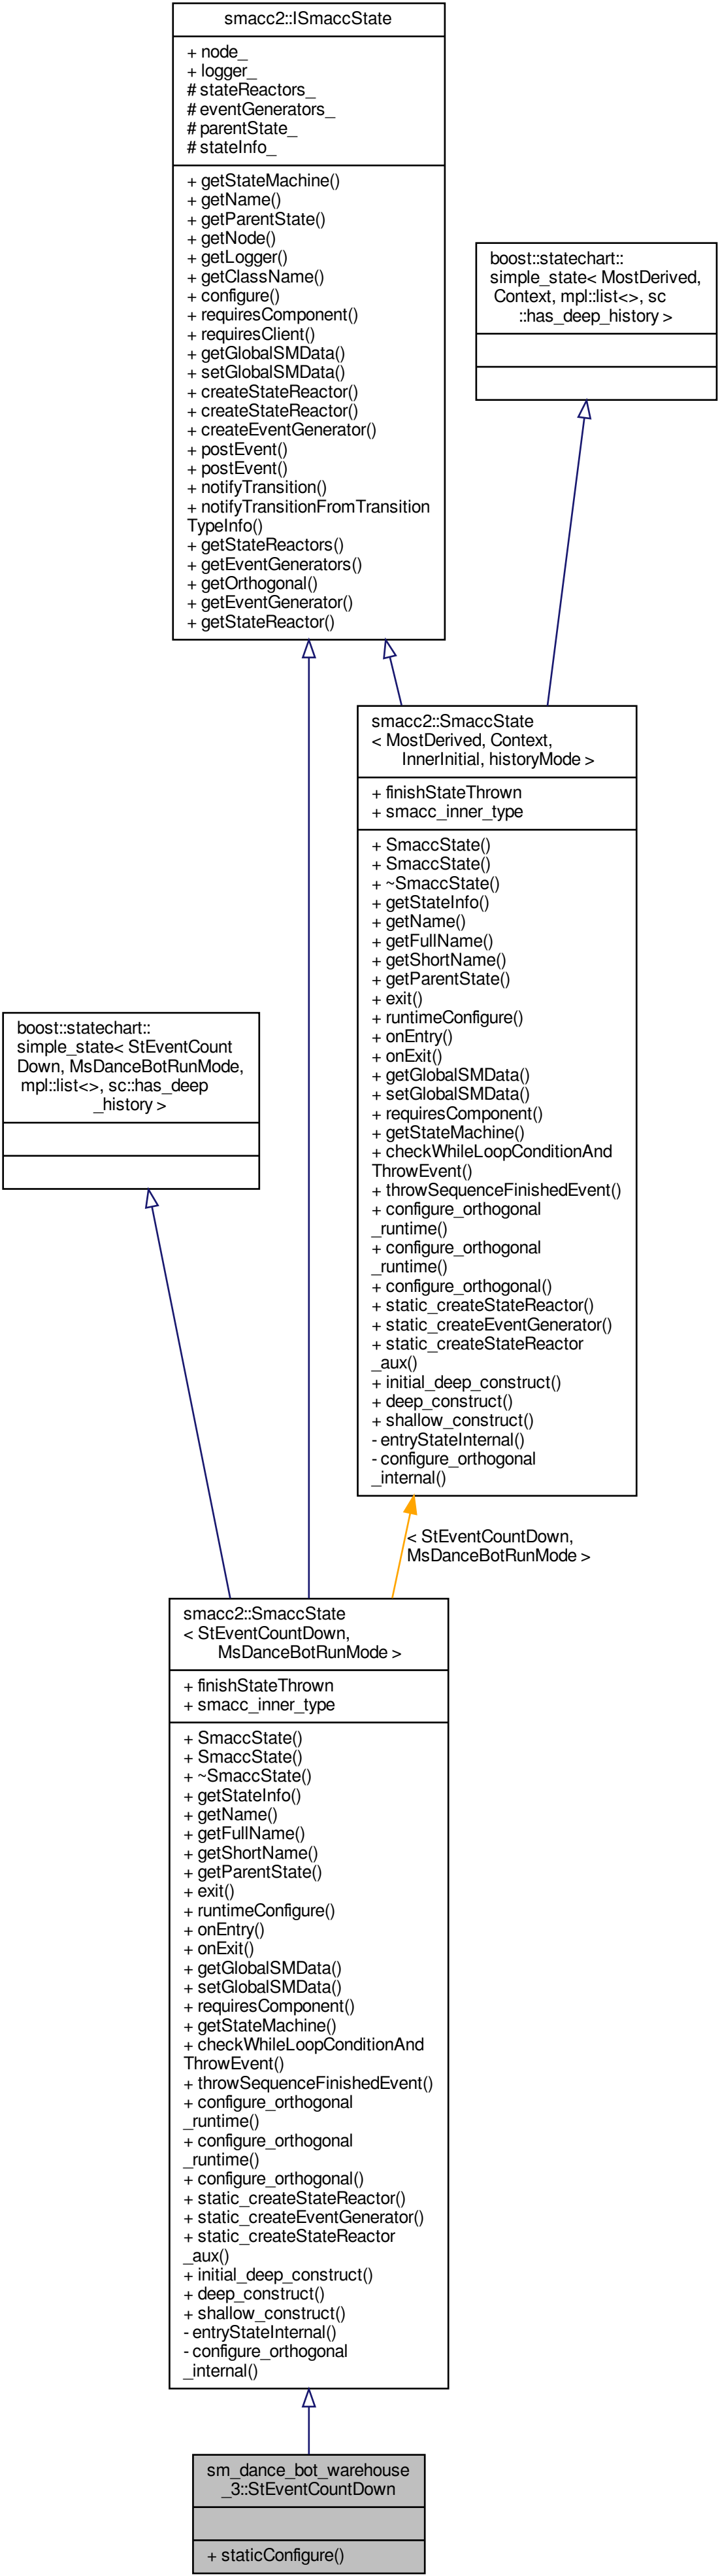 smacc2::ISmaccState
+ node_
+ logger_
# stateReactors_
# eventGenerators_
# parentState_
# stateInfo_
+ getStateMachine()
+ getName()
+ getParentState()
+ getNode()
+ getLogger()
+ getClassName()
+ configure()
+ requiresComponent()
+ requiresClient()
+ getGlobalSMData()
+ setGlobalSMData()
+ createStateReactor()
+ createStateReactor()
+ createEventGenerator()
+ postEvent()
+ postEvent()
+ notifyTransition()
+ notifyTransitionFromTransition
TypeInfo()
+ getStateReactors()
+ getEventGenerators()
+ getOrthogonal()
+ getEventGenerator()
+ getStateReactor()
boost::statechart::
simple_state< MostDerived,
Context, mpl::list<>, sc
::has_deep_history >
smacc2::SmaccState
< MostDerived, Context,
InnerInitial, historyMode >
+ finishStateThrown
+ smacc_inner_type
+ SmaccState()
+ SmaccState()
+ ~SmaccState()
+ getStateInfo()
+ getName()
+ getFullName()
+ getShortName()
+ getParentState()
+ exit()
+ runtimeConfigure()
+ onEntry()
+ onExit()
+ getGlobalSMData()
+ setGlobalSMData()
+ requiresComponent()
+ getStateMachine()
+ checkWhileLoopConditionAnd
ThrowEvent()
+ throwSequenceFinishedEvent()
+ configure_orthogonal
_runtime()
+ configure_orthogonal
_runtime()
+ configure_orthogonal()
+ static_createStateReactor()
+ static_createEventGenerator()
+ static_createStateReactor
_aux()
+ initial_deep_construct()
+ deep_construct()
+ shallow_construct()
- entryStateInternal()
- configure_orthogonal
_internal()
boost::statechart::
simple_state< StEventCount
Down, MsDanceBotRunMode,
mpl::list<>, sc::has_deep
_history >
< StEventCountDown,
MsDanceBotRunMode >
smacc2::SmaccState
< StEventCountDown,
MsDanceBotRunMode >
+ finishStateThrown
+ smacc_inner_type
+ SmaccState()
+ SmaccState()
+ ~SmaccState()
+ getStateInfo()
+ getName()
+ getFullName()
+ getShortName()
+ getParentState()
+ exit()
+ runtimeConfigure()
+ onEntry()
+ onExit()
+ getGlobalSMData()
+ setGlobalSMData()
+ requiresComponent()
+ getStateMachine()
+ checkWhileLoopConditionAnd
ThrowEvent()
+ throwSequenceFinishedEvent()
+ configure_orthogonal
_runtime()
+ configure_orthogonal
_runtime()
+ configure_orthogonal()
+ static_createStateReactor()
+ static_createEventGenerator()
+ static_createStateReactor
_aux()
+ initial_deep_construct()
+ deep_construct()
+ shallow_construct()
- entryStateInternal()
- configure_orthogonal
_internal()
sm_dance_bot_warehouse
_3::StEventCountDown
+ staticConfigure()